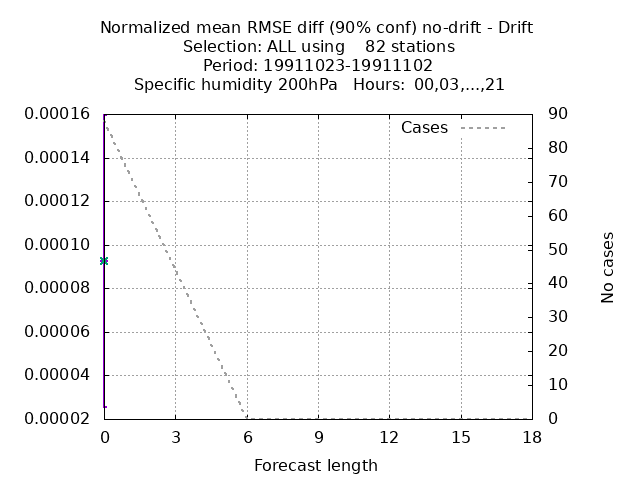 Normalized mean RMSE diff (90% conf) no-drift - Drift
Selection: ALL using    82 stations
Period: 19911023-19911102
Specific humidity 200hPa   Hours: 00,03,...,21
Cases
0.00016
0.00014
0.00012
0.00010
0.00008
0.00006
0.00004
0.00002
90
80
70
60
50
40
30
20
10
0
No cases
0 3 6 9 12 15 18
Forecast length